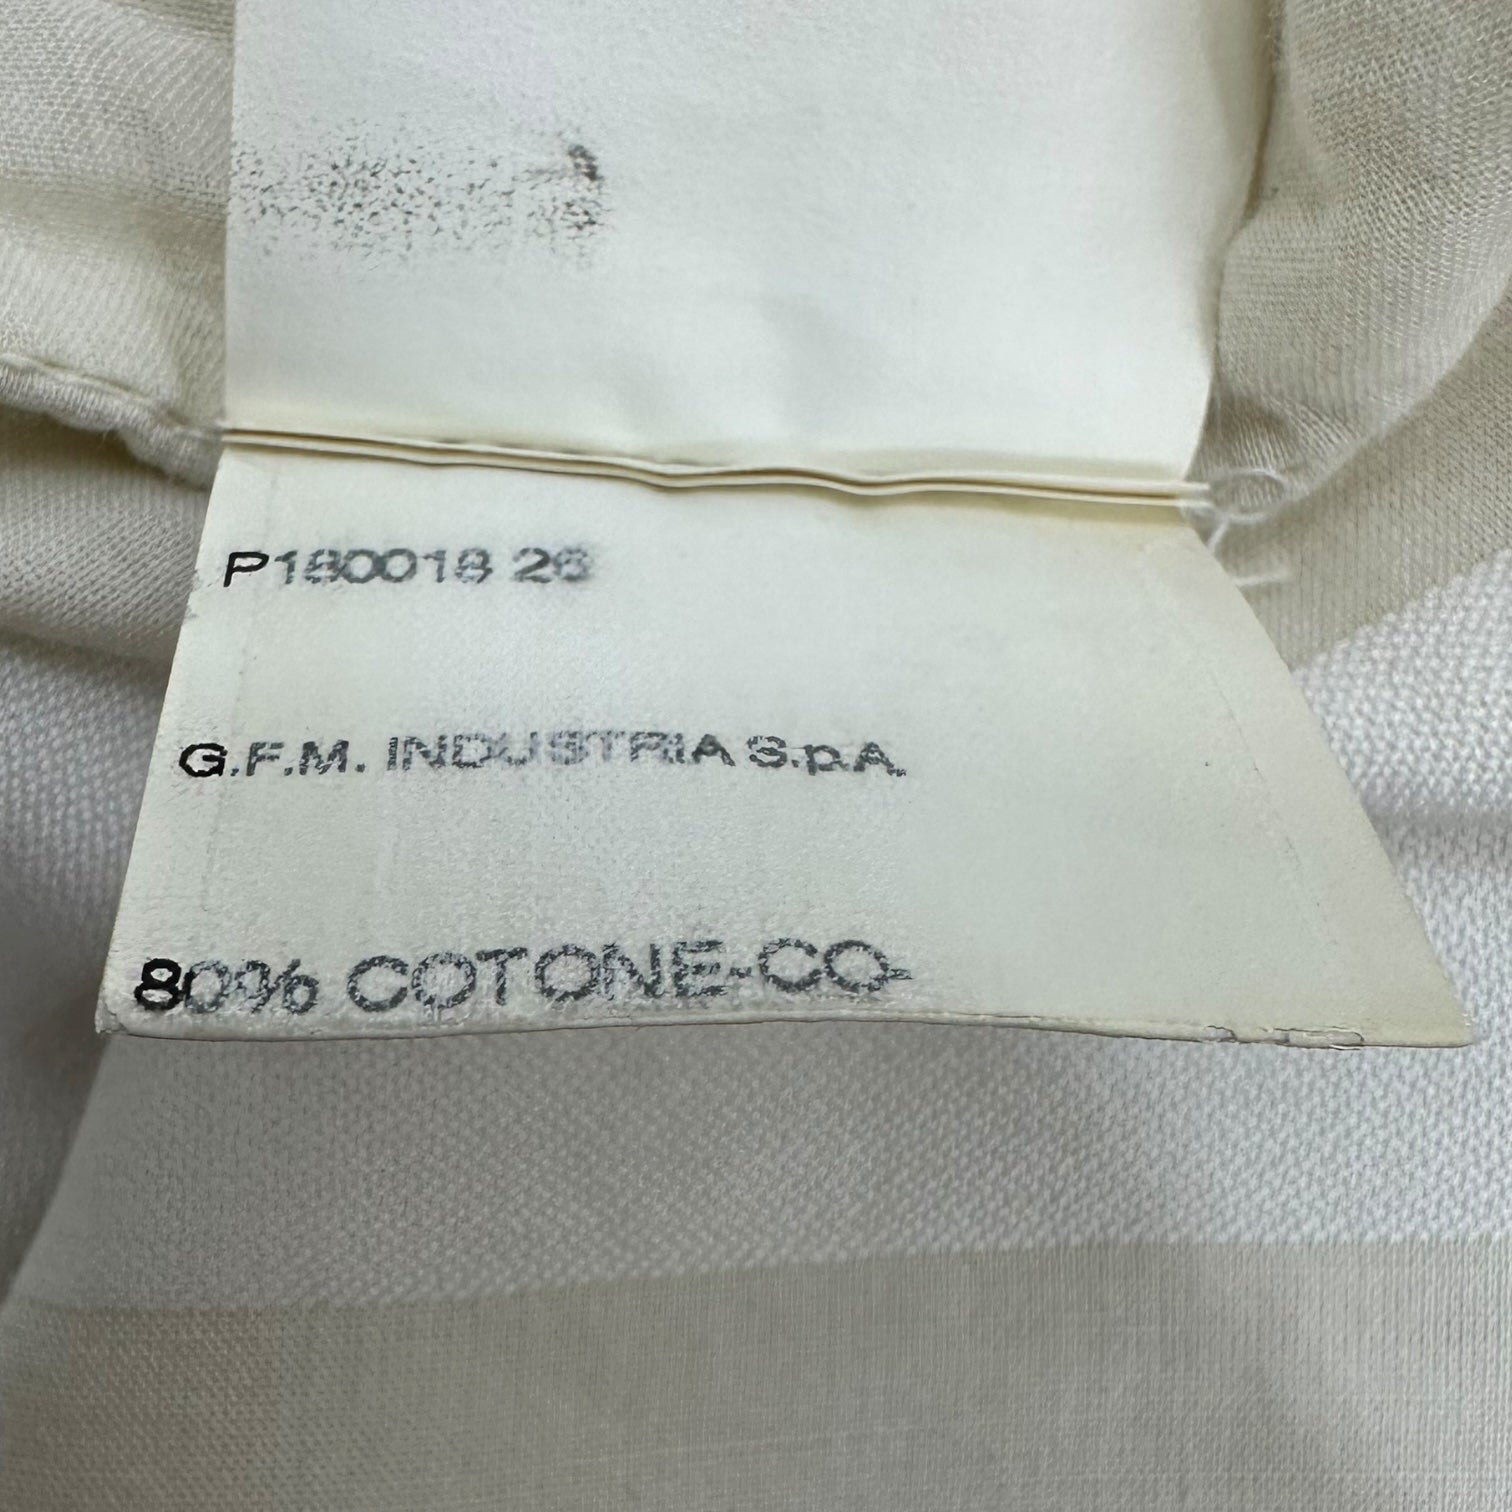 P180018 26
G.F.M. INDUSTRIA S.p.A.
80% COTONE-CO-